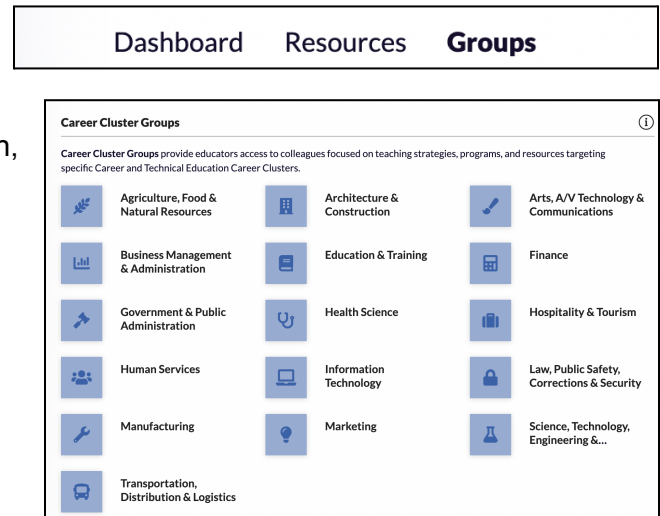 Dashboard Resources Groups
n,
Career Cluster Groups
Career Cluster Groups provide educators access to colleagues focused on teaching strategies, programs, and resources targeting
specific Career and Technical Education Career Clusters.
Agriculture, Food &
Natural Resources
Architecture &
Construction
Arts, A/V Technology &
Communications
Business Management
& Administration
Education & Training
Finance
Government & Public
Administration
Health Science
Hospitality & Tourism
Human Services
Information
Technology
Law, Public Safety,
Corrections & Security
Manufacturing
Marketing
Science, Technology,
Engineering &...
Transportation,
Distribution & Logistics